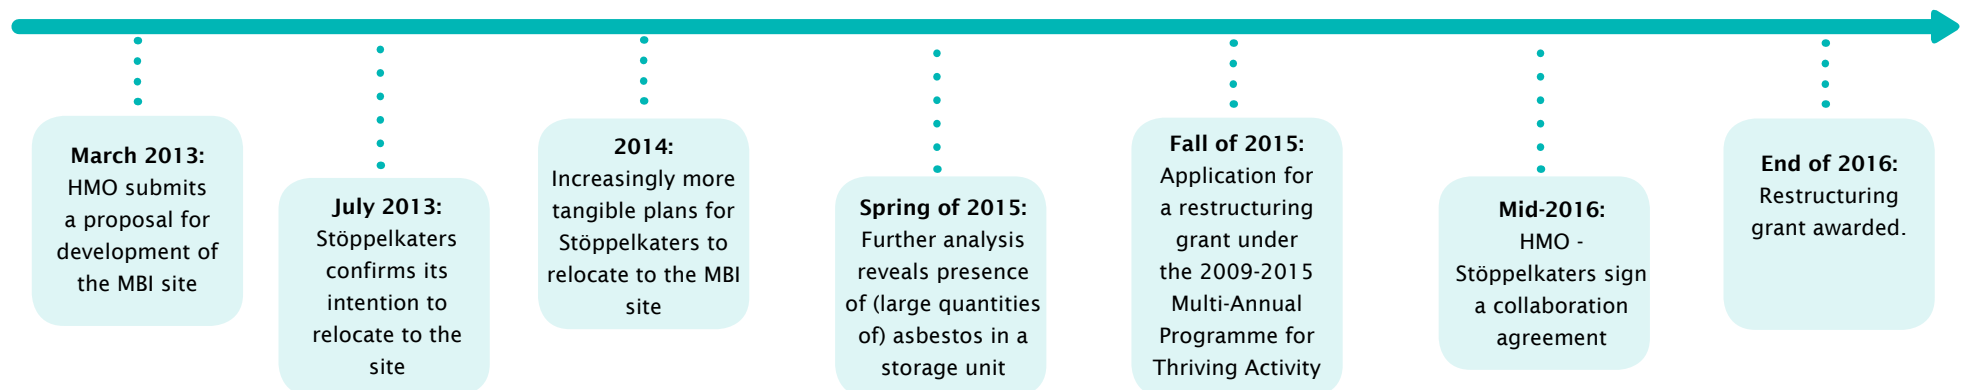 March 2013:
HMO submits
a proposal for
development of
the MBI site
July 2013:
Stöppelkaters
confirms its
intention to
relocate to the
site
2014:
Increasingly more
tangible plans for
Stöppelkaters to
relocate to the MBI
site
Spring of 2015:
Further analysis
reveals presence
of (large quantities
of) asbestos in a
storage unit
Fall of 2015:
Application for
a restructuring
grant under
the 2009-2015
Multi-Annual
Programme for
Thriving Activity
Mid-2016:
HMO -
Stöppelkaters sign
a collaboration
agreement
End of 2016:
Restructuring
grant awarded.